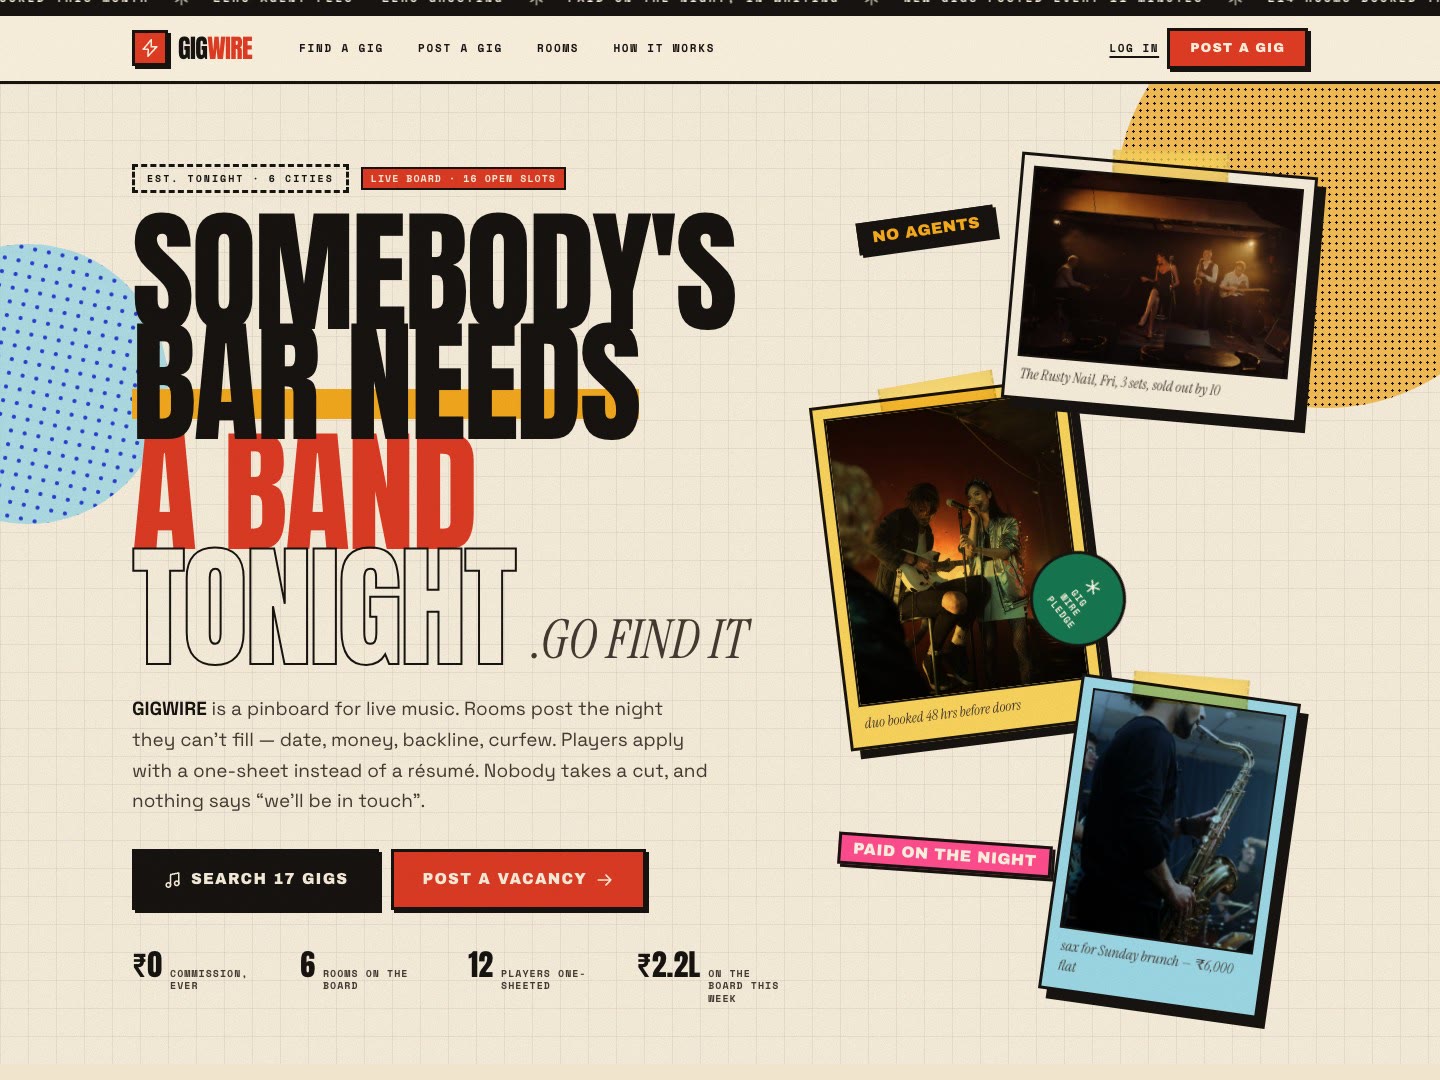 GIGWIRE
FIND A GIG
POST A GIG
ROOMS
HOW IT WORKS
LOG IN
POST A GIG
EST. TONIGHT · 6 CITIES
LIVE BOARD · 16 OPEN SLOTS
SOMEBODY'S
BAR NEEDS
A BAND
TONIGHT .GO FIND IT
GIGWIRE is a pinboard for live music. Rooms post the night
they can't fill — date, money, backline, curfew. Players apply
with a one-sheet instead of a résumé. Nobody takes a cut, and
nothing says “we'll be in touch”.
SEARCH 17 GIGS
POST A VACANCY →
₹0 COMMISSION,
EVER
6 ROOMS ON THE
BOARD
12 PLAYERS ONE-
SHEETED
₹2.2L ON THE
BOARD THIS
WEEK
NO AGENTS
The Rusty Nail, Fri, 3 sets, sold out by 10
duo booked 48 hrs before doors
GIG
WIRE
PLEDGE
PAID ON THE NIGHT
sax for Sunday brunch — ₹6,000
flat